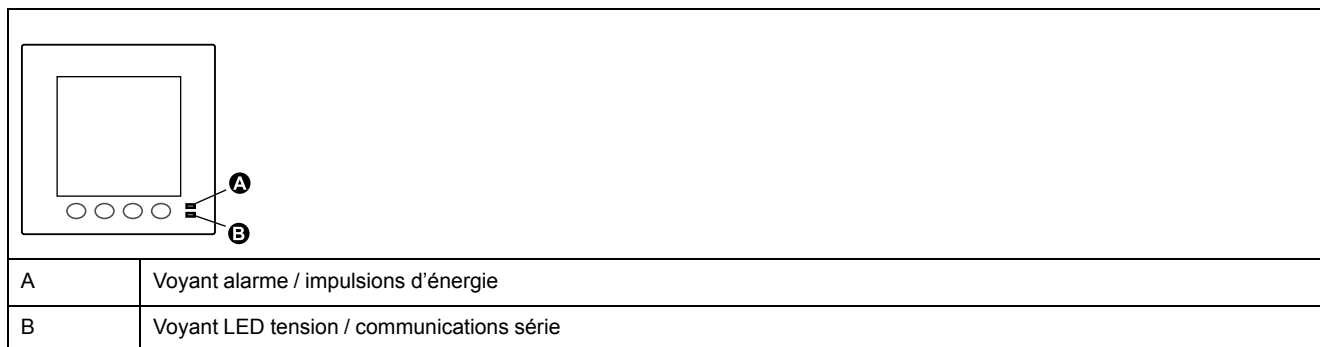 A
B
A Voyant alarme / impulsions d’énergie
B Voyant LED tension / communications série